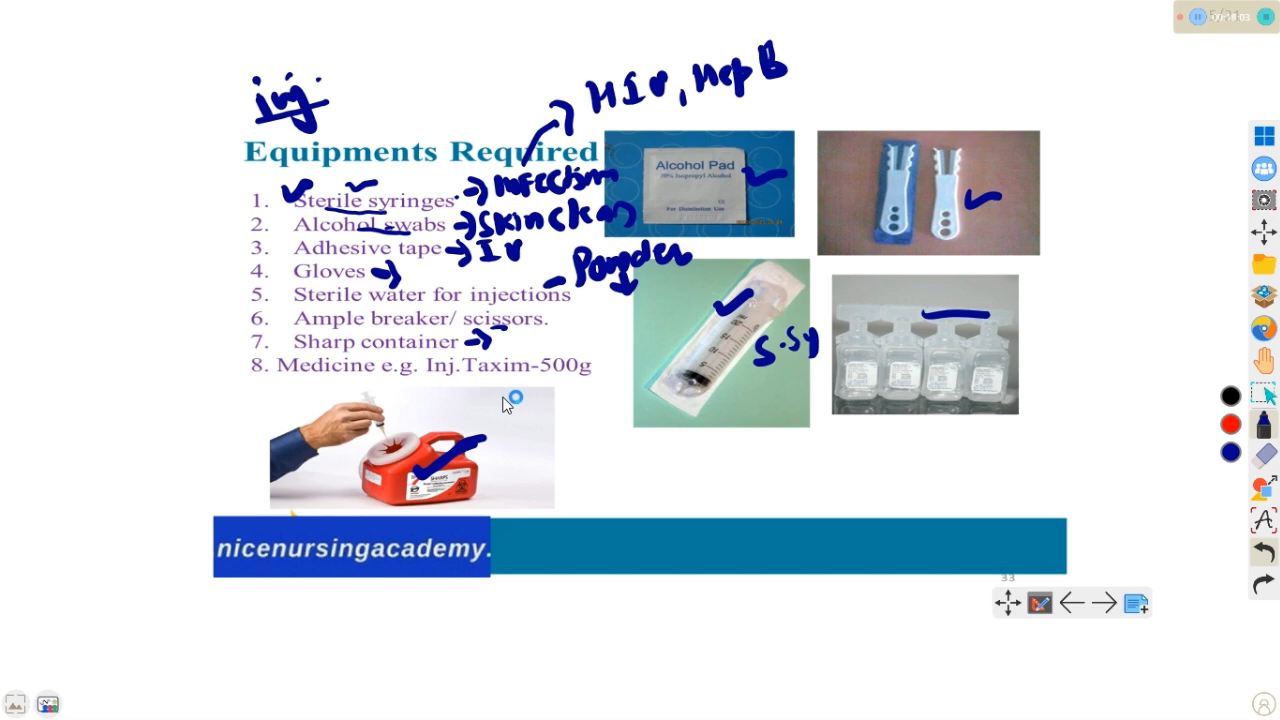 inj.
HIV, Hep B
Equipments Required
1. Sterile syringes → Infection
2. Alcohol swabs → Skin clean
3. Adhesive tape → IV
4. Gloves →
5. Sterile water for injections - Powder
6. Ample breaker/ scissors.
7. Sharp container →
8. Medicine e.g. Inj.Taxim-500g
Alcohol Pad
70% Isopropyl Alcohol
S.Sy
SHARPS
nicenursingacademy.
33